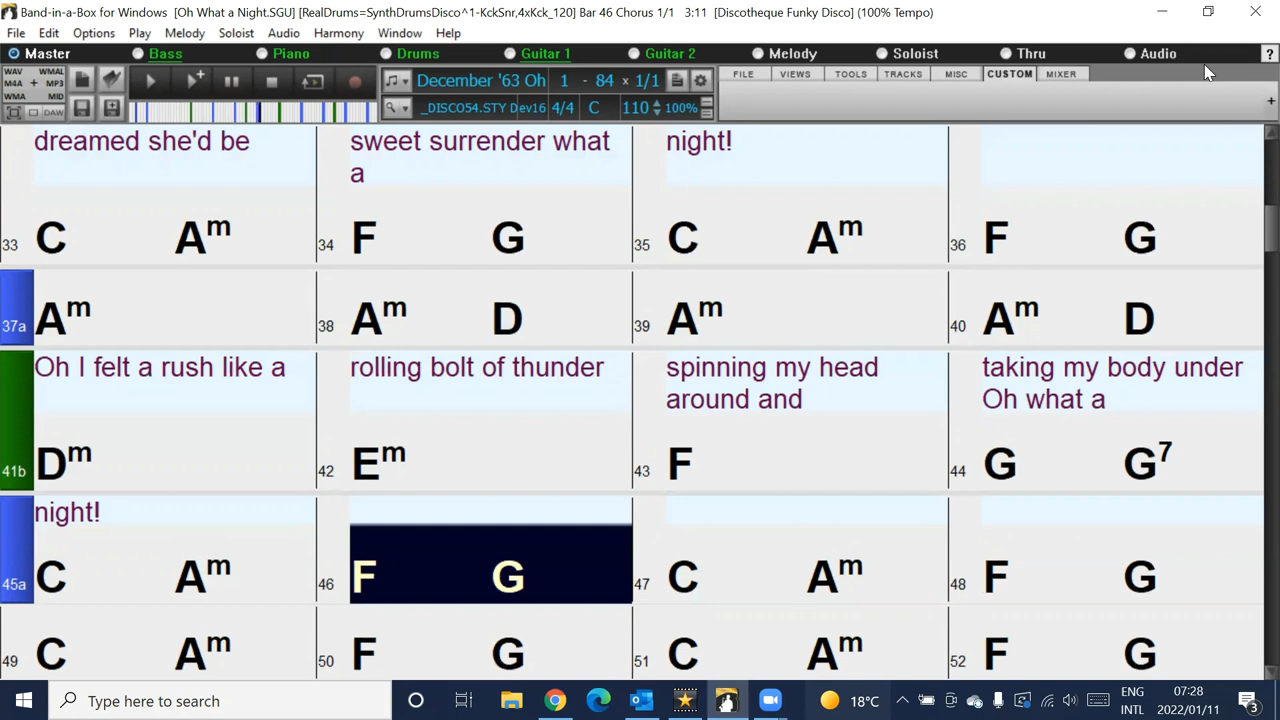 Band-in-a-Box for Windows [Oh What a Night.SGU] [RealDrums=SynthDrumsDisco^1-KckSnr,4xKck_120] Bar 46 Chorus 1/1 3:11 [Discotheque Funky Disco] (100% Tempo)
File Edit Options Play Melody Soloist Audio Harmony Window Help
Master Bass Piano Drums Guitar 1 Guitar 2 Melody Soloist Thru Audio ?
WAV WMAL
M4A + MP3
WMA MID
DAW
December '63 Oh 1 - 84 x 1/1
_DISCO54.STY Dev16 4/4 C 110 100%
FILE VIEWS TOOLS TRACKS MISC CUSTOM MIXER
+
dreamed she'd be sweet surrender what night!
a
33 C Am 34 F G 35 C Am 36 F G
37a Am 38 Am D 39 Am 40 Am D
Oh I felt a rush like a rolling bolt of thunder spinning my head taking my body under
around and Oh what a
41b Dm 42 Em 43 F 44 G G7
night!
45a C Am 46 F G 47 C Am 48 F G
49 C Am 50 F G 51 C Am 52 F G
Type here to search
18°C
ENG
INTL
07:28
2022/01/11
3